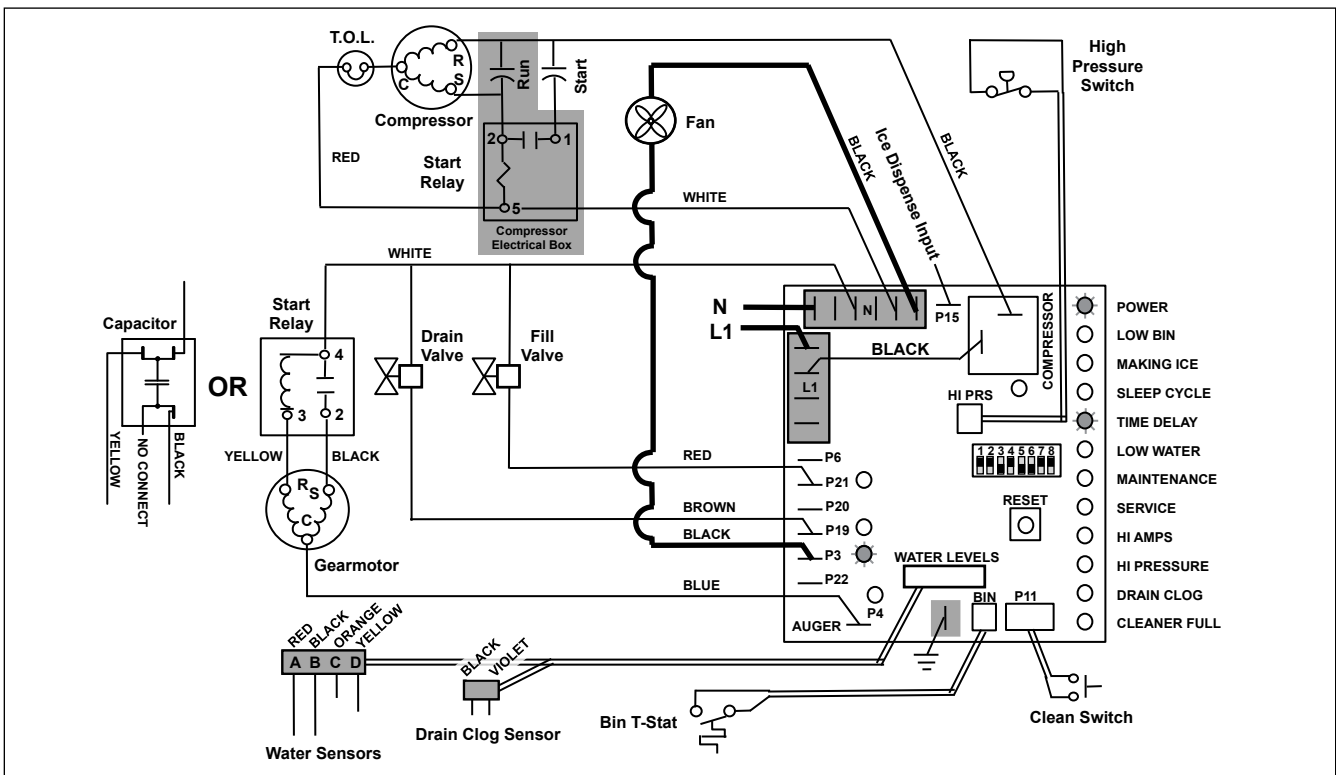 T.O.L.
R
S
C
Compressor
Run
Start
High
Pressure
Switch
Fan
BLACK
Ice Dispense Input
BLACK
RED
Start
Relay
2
1
5
Compressor
Electrical Box
WHITE
WHITE
Capacitor
OR
YELLOW
NO CONNECT
BLACK
Start
Relay
4
3
2
YELLOW
BLACK
R
S
C
Gearmotor
Drain
Valve
Fill
Valve
N
L1
N
P15
L1
BLACK
COMPRESSOR
HI PRS
1 2 3 4 5 6 7 8
RESET
POWER
LOW BIN
MAKING ICE
SLEEP CYCLE
TIME DELAY
LOW WATER
MAINTENANCE
SERVICE
HI AMPS
HI PRESSURE
DRAIN CLOG
CLEANER FULL
RED
BROWN
BLACK
BLUE
P6
P21
P20
P19
P3
P22
P4
AUGER
WATER LEVELS
BIN
P11
RED
BLACK
ORANGE
YELLOW
A B C D
Water Sensors
BLACK
VIOLET
Drain Clog Sensor
Bin T-Stat
Clean Switch